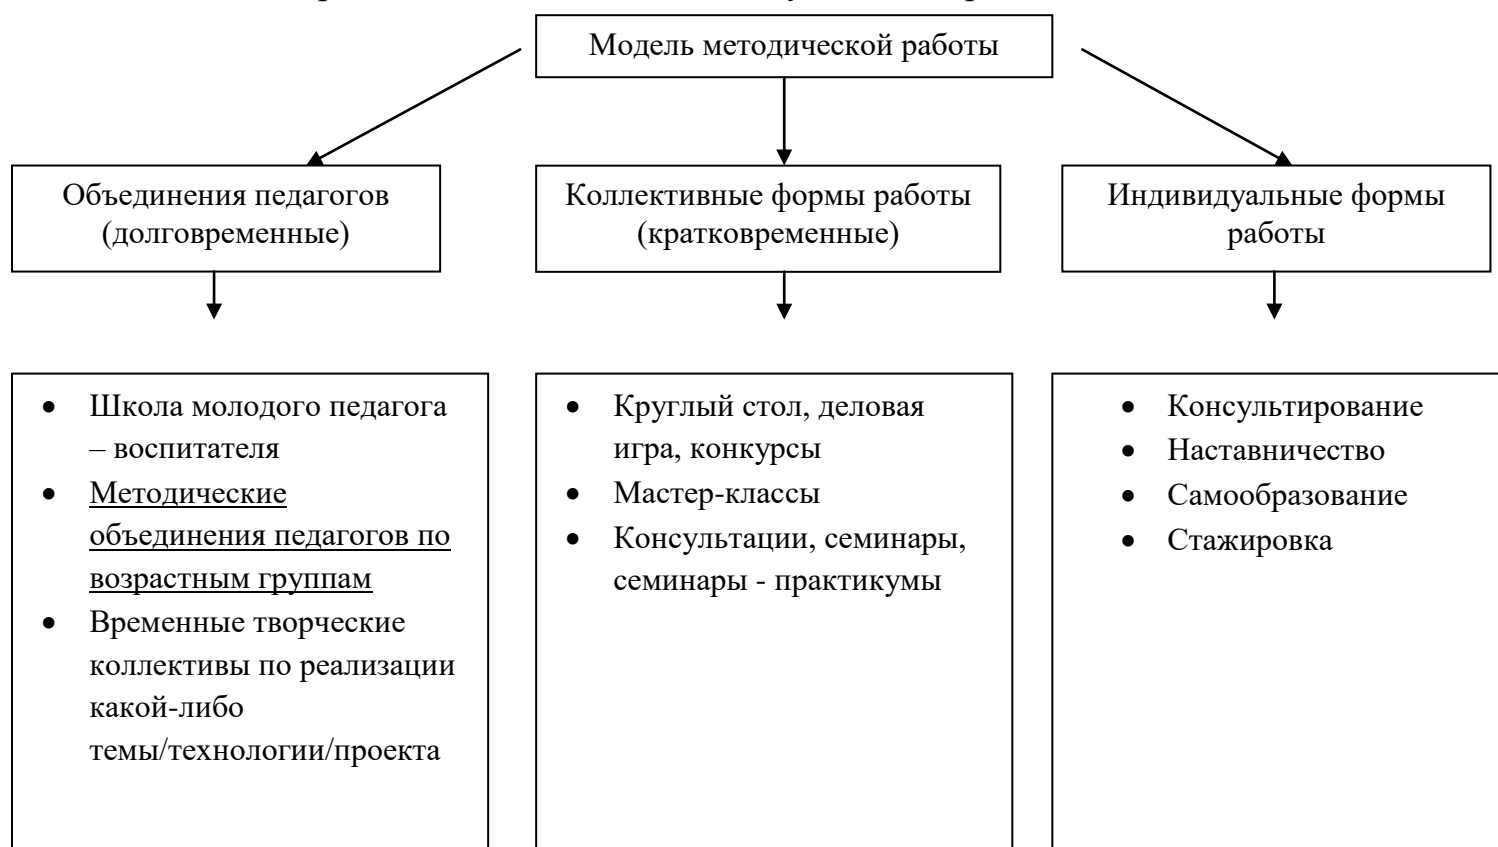 Модель методической работы
Объединения педагогов
(долговременные)
Коллективные формы работы
(кратковременные)
Индивидуальные формы
работы
• Школа молодого педагога
– воспитателя
• Методические
объединения педагогов по
возрастным группам
• Временные творческие
коллективы по реализации
какой-либо
темы/технологии/проекта
• Круглый стол, деловая
игра, конкурсы
• Мастер-классы
• Консультации, семинары,
семинары - практикумы
• Консультирование
• Наставничество
• Самообразование
• Стажировка